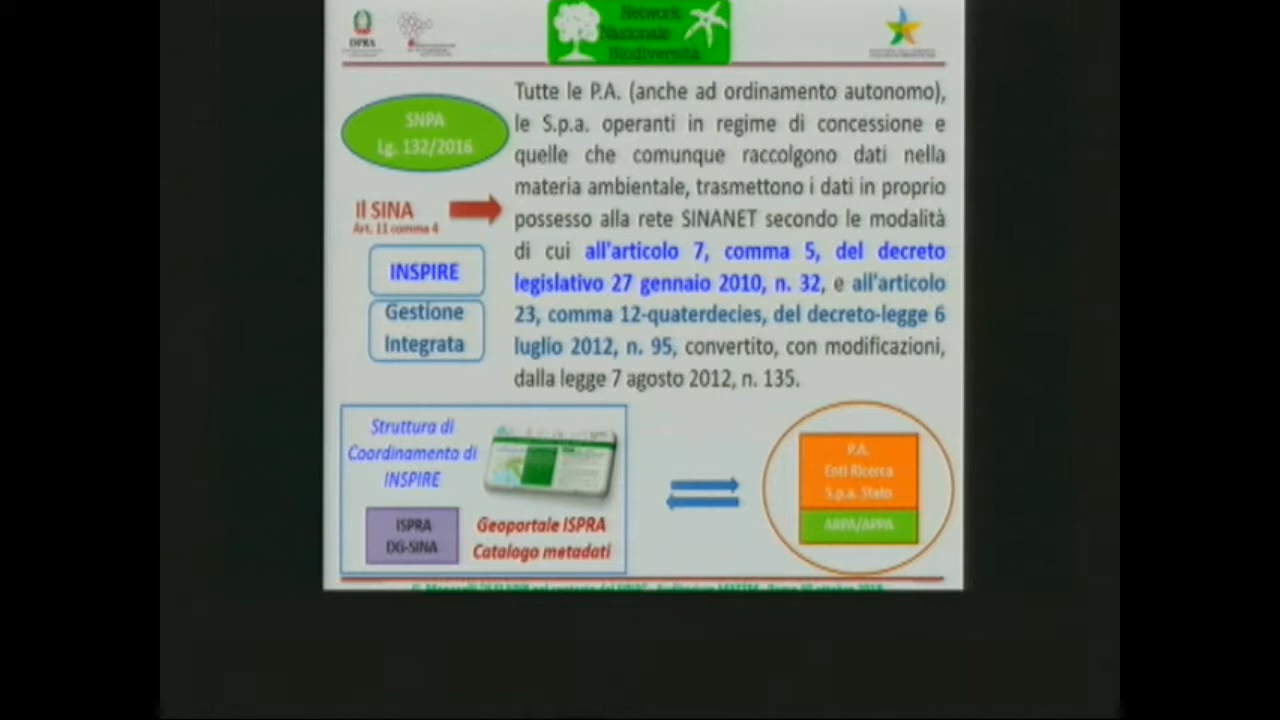 ISPRA
Network
Nazionale
Biodiversità
SNPA
Lg. 132/2016
Il SINA
Art. 11 comma 4
INSPIRE
Gestione
Integrata
Tutte le P.A. (anche ad ordinamento autonomo),
le S.p.a. operanti in regime di concessione e
quelle che comunque raccolgono dati nella
materia ambientale, trasmettono i dati in proprio
possesso alla rete SINANET secondo le modalità
di cui all'articolo 7, comma 5, del decreto
legislativo 27 gennaio 2010, n. 32, e all'articolo
23, comma 12-quaterdecies, del decreto-legge 6
luglio 2012, n. 95, convertito, con modificazioni,
dalla legge 7 agosto 2012, n. 135.
Struttura di
Coordinamento di
INSPIRE
ISPRA
DG-SINA
Geoportale ISPRA
Catalogo metadati
P.A.
Enti Ricerca
S.p.a. Stato
ARPA/APPA